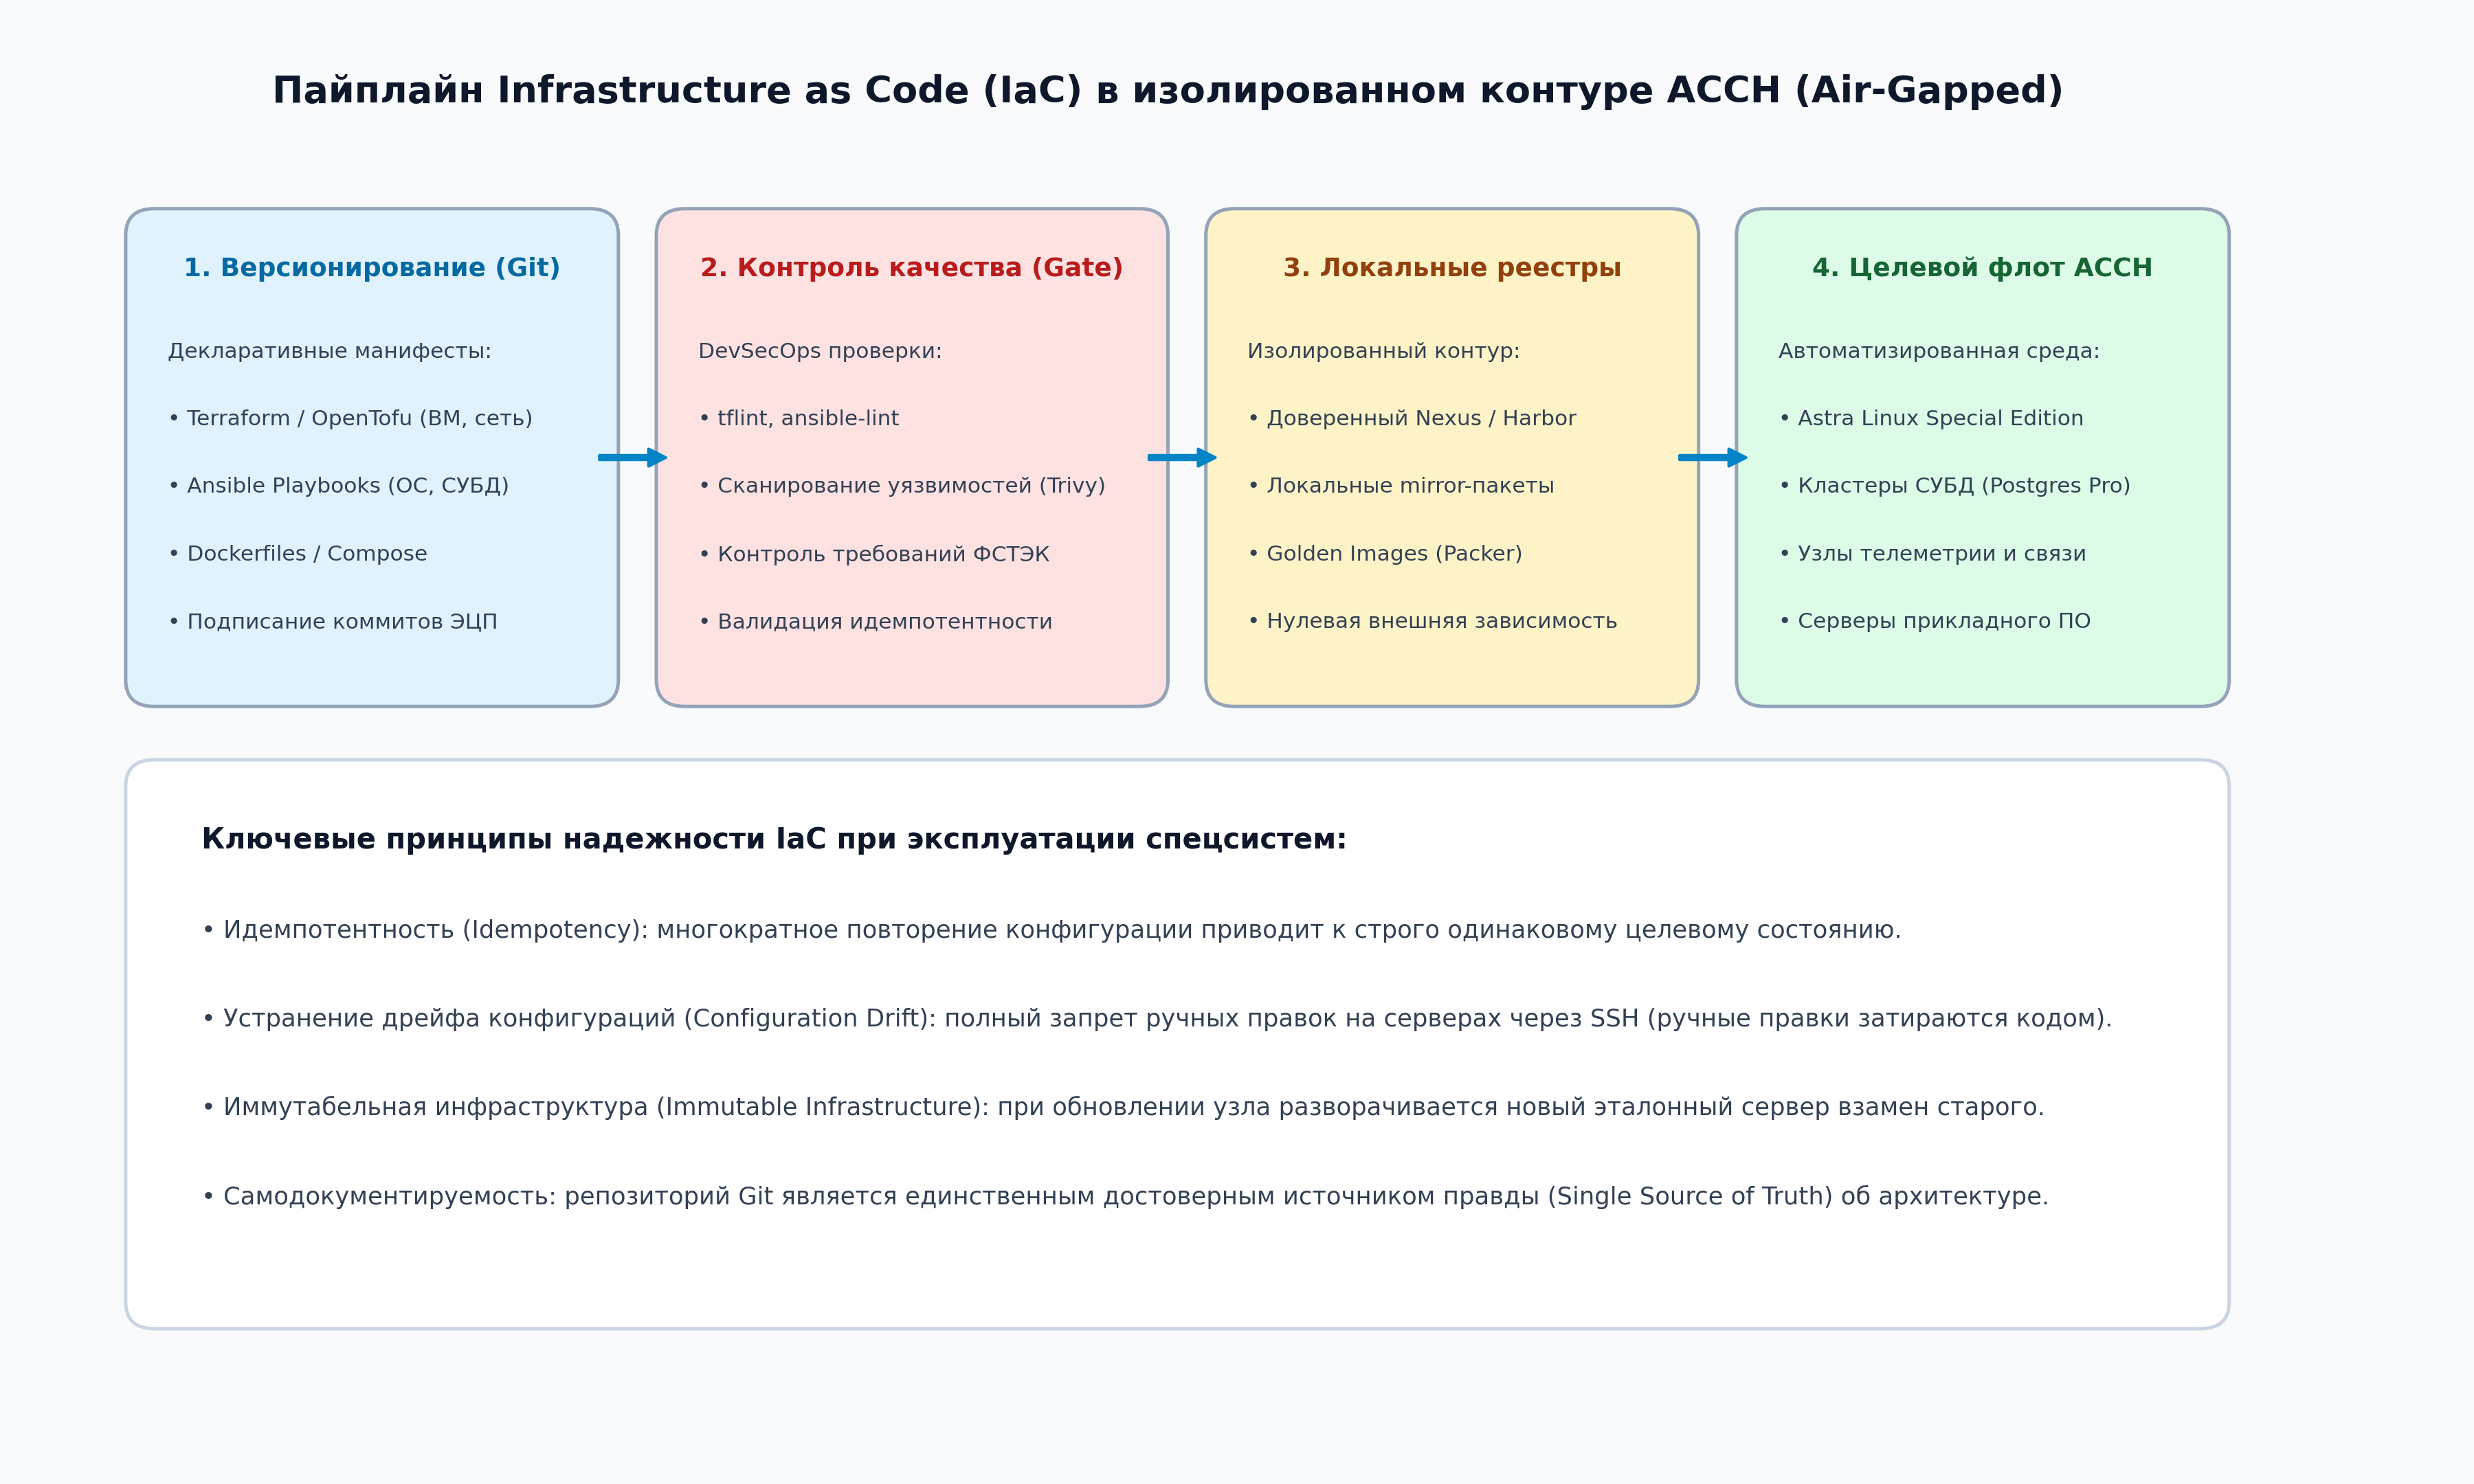 Пайплайн Infrastructure as Code (IaC) в изолированном контуре АССН (Air-Gapped)
1. Версионирование (Git)
Декларативные манифесты:
• Terraform / OpenTofu (ВМ, сеть)
• Ansible Playbooks (ОС, СУБД)
• Dockerfiles / Compose
• Подписание коммитов ЭЦП
2. Контроль качества (Gate)
DevSecOps проверки:
• tflint, ansible-lint
• Сканирование уязвимостей (Trivy)
• Контроль требований ФСТЭК
• Валидация идемпотентности
3. Локальные реестры
Изолированный контур:
• Доверенный Nexus / Harbor
• Локальные mirror-пакеты
• Golden Images (Packer)
• Нулевая внешняя зависимость
4. Целевой флот АССН
Автоматизированная среда:
• Astra Linux Special Edition
• Кластеры СУБД (Postgres Pro)
• Узлы телеметрии и связи
• Серверы прикладного ПО
Ключевые принципы надежности IaC при эксплуатации спецсистем:
• Идемпотентность (Idempotency): многократное повторение конфигурации приводит к строго одинаковому целевому состоянию.
• Устранение дрейфа конфигураций (Configuration Drift): полный запрет ручных правок на серверах через SSH (ручные правки затираются кодом).
• Иммутабельная инфраструктура (Immutable Infrastructure): при обновлении узла разворачивается новый эталонный сервер взамен старого.
• Самодокументируемость: репозиторий Git является единственным достоверным источником правды (Single Source of Truth) об архитектуре.